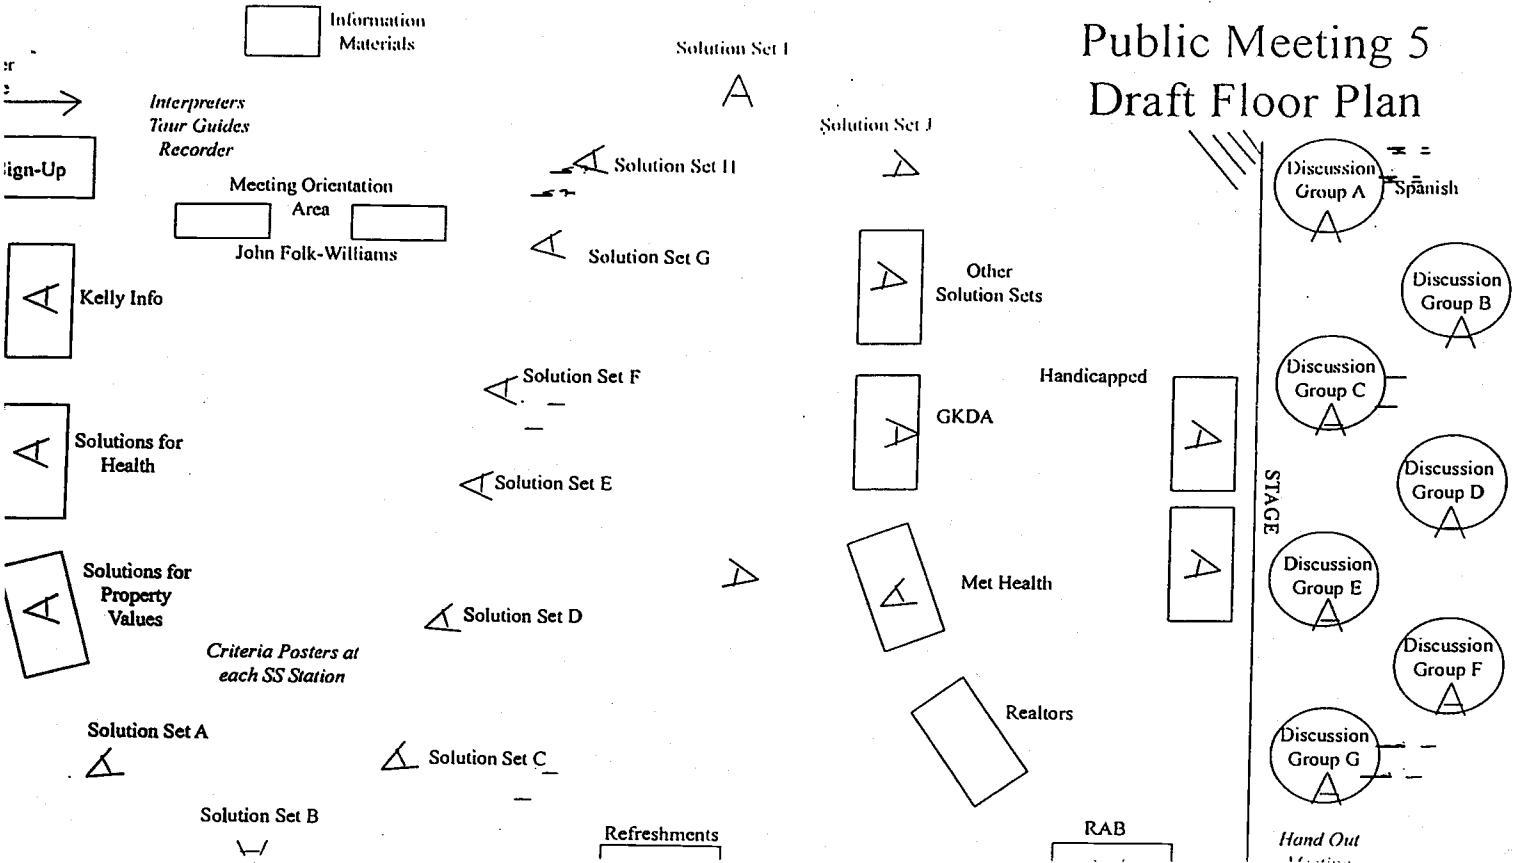 Public Meeting 5
Draft Floor Plan
Information
Materials
Solution Set I
Interpreters
Tour Guides
Recorder
Solution Set J
Sign-Up
Meeting Orientation
Area
John Folk-Williams
Solution Set H
Discussion
Group A
Spanish
Kelly Info
Solution Set G
Other
Solution Sets
Discussion
Group B
Solution Set F
GKDA
Handicapped
Discussion
Group C
Solutions for
Health
Solution Set E
STAGE
Discussion
Group D
Solutions for
Property
Values
Solution Set D
Met Health
Discussion
Group E
Criteria Posters at
each SS Station
Discussion
Group F
Solution Set A
Solution Set C
Realtors
Discussion
Group G
Solution Set B
Refreshments
RAB
Hand Out